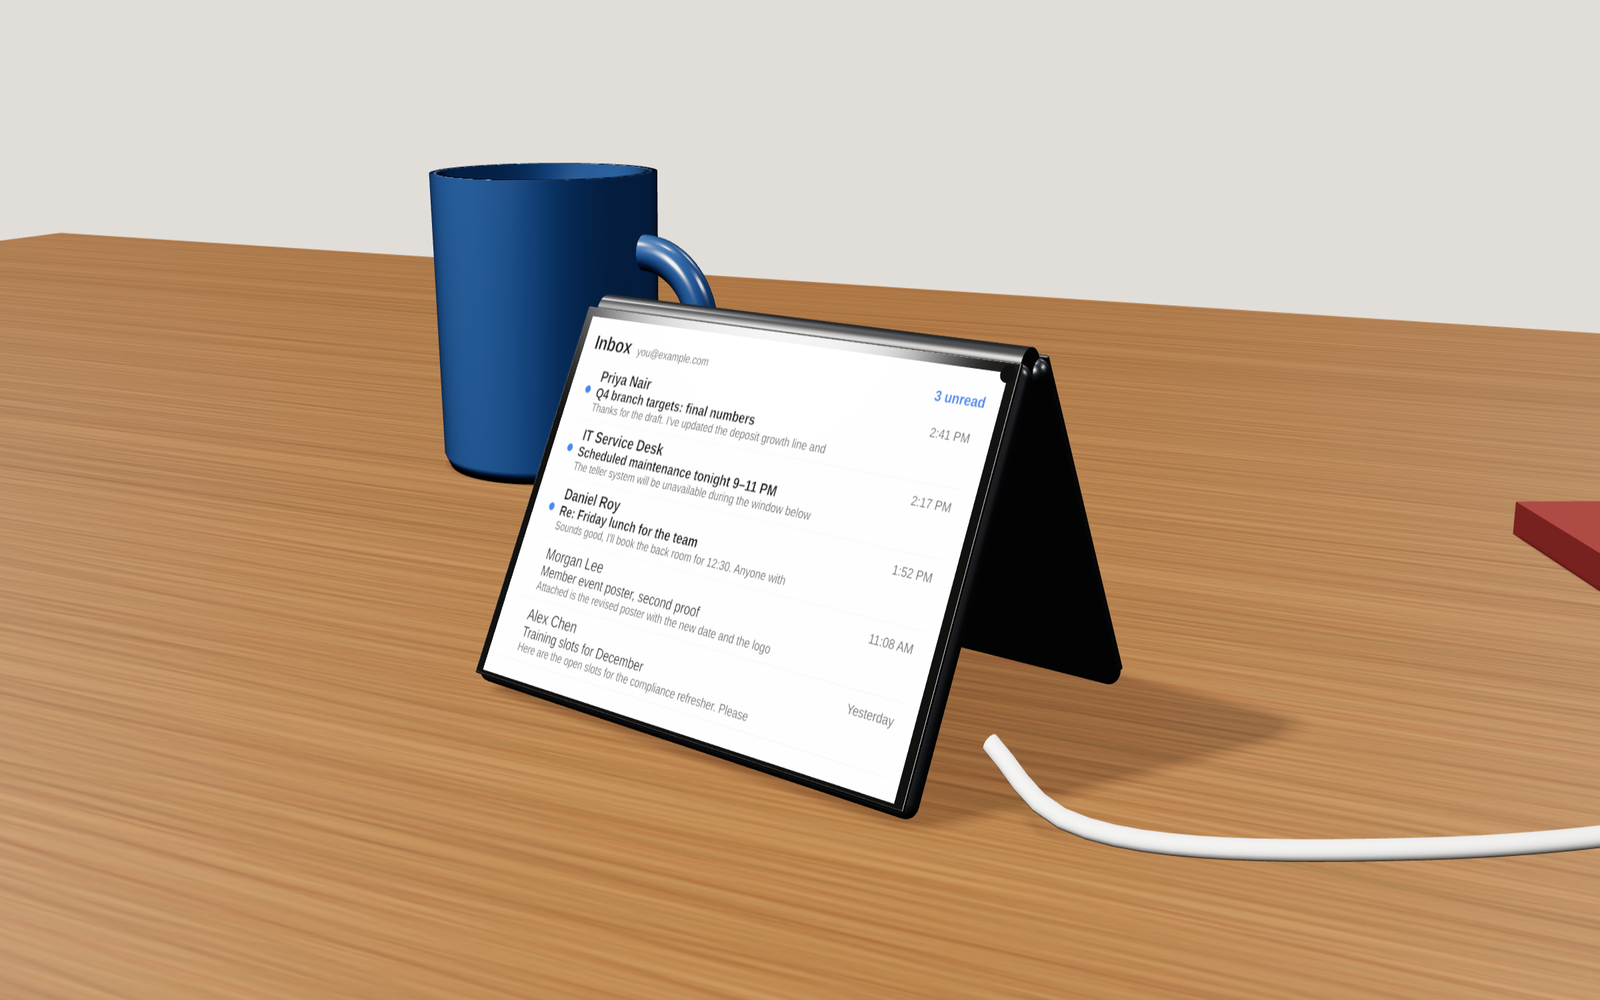 Inbox you@example.com
3 unread
Priya Nair
2:41 PM
Q4 branch targets: final numbers
Thanks for the draft. I've updated the deposit growth line and
IT Service Desk
2:17 PM
Scheduled maintenance tonight 9–11 PM
The teller system will be unavailable during the window below
Daniel Roy
1:52 PM
Re: Friday lunch for the team
Sounds good, I'll book the back room for 12:30. Anyone with
Morgan Lee
11:08 AM
Member event poster, second proof
Attached is the revised poster with the new date and the logo
Alex Chen
Yesterday
Training slots for December
Here are the open slots for the compliance refresher. Please